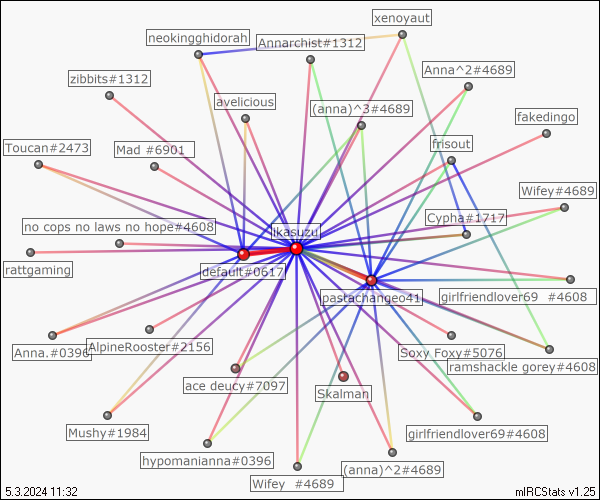 xenoyaut
neokingghidorah
Annarchist#1312
Anna^2#4689
zibbits#1312
avelicious
(anna)^3#4689
fakedingo
Toucan#2473
Mad _6901
frisout
Wifey#4689
Cypha#1717
no cops no laws no hope#4608
ikasuzu
rattgaming
default#0617
pastachangeo41
girlfriendlover69_#4608
Anna.#0396
AlpineRooster#2156
Soxy Foxy#5076
ramshackle gorey#4608
ace deucy#7097
Skalman
Mushy#1984
girlfriendlover69#4608
hypomanianna#0396
(anna)^2#4689
Wifey_#4689
5.3.2024 11:32
mIRCStats v1.25